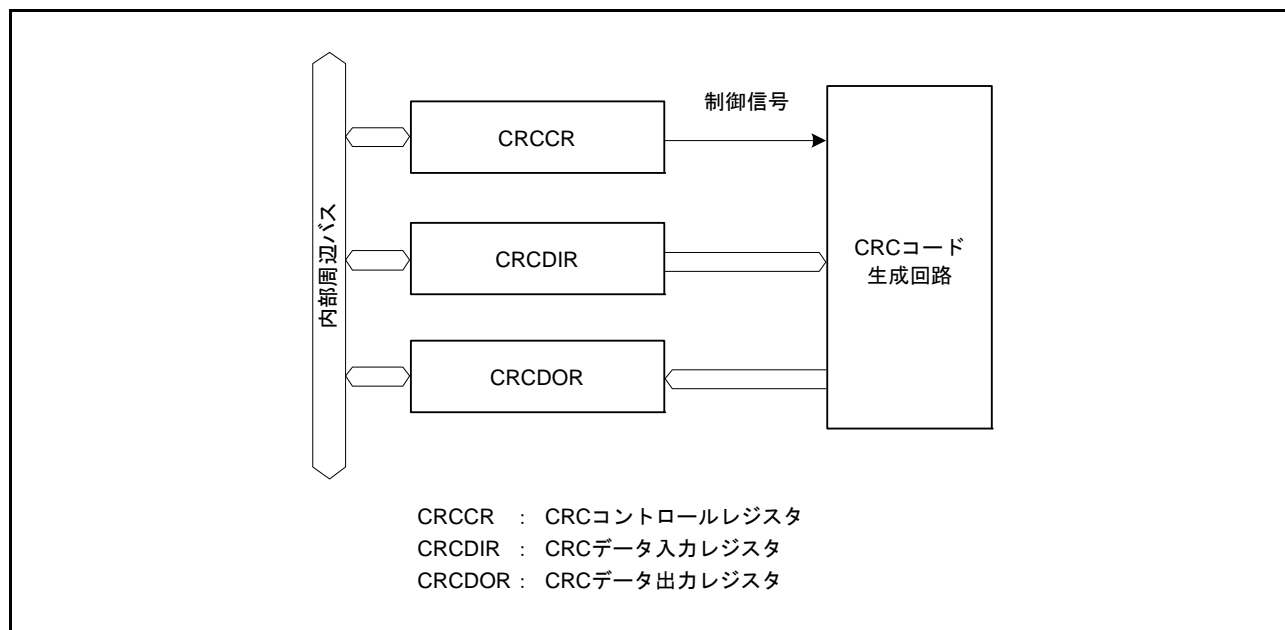 制御信号
CRCCR
CRCDIR
CRCDOR
内部周辺バス
CRCコード
生成回路
CRCCR : CRCコントロールレジスタ
CRCDIR : CRCデータ入力レジスタ
CRCDOR : CRCデータ出力レジスタ